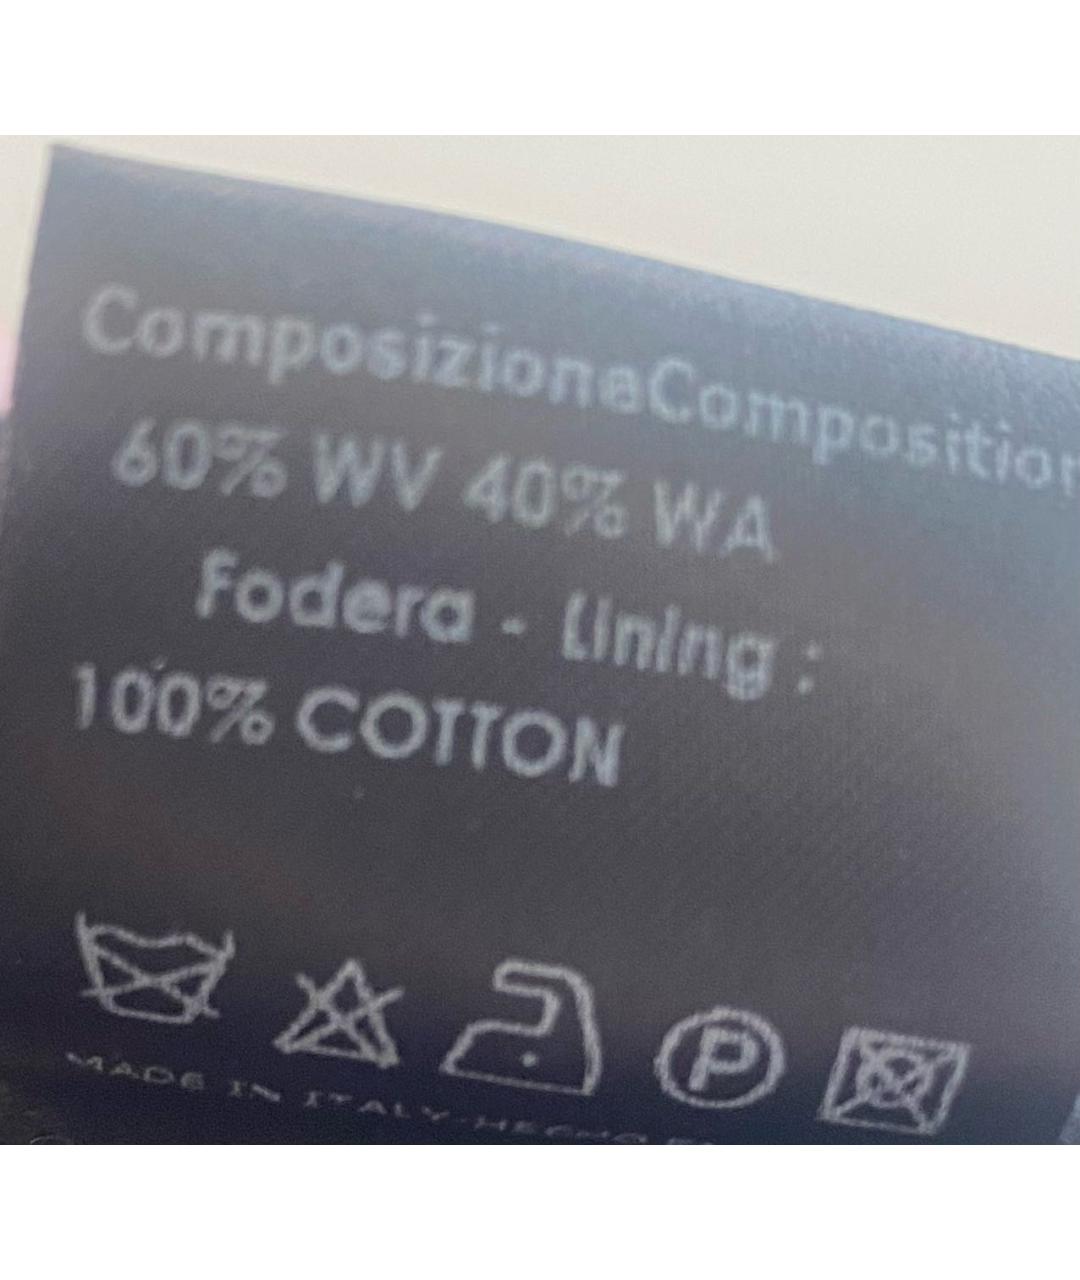 ComposizioneComposition
60% WV 40% WA
Fodera - Lining :
100% COTTON
P
MADE IN ITALY-HECHO